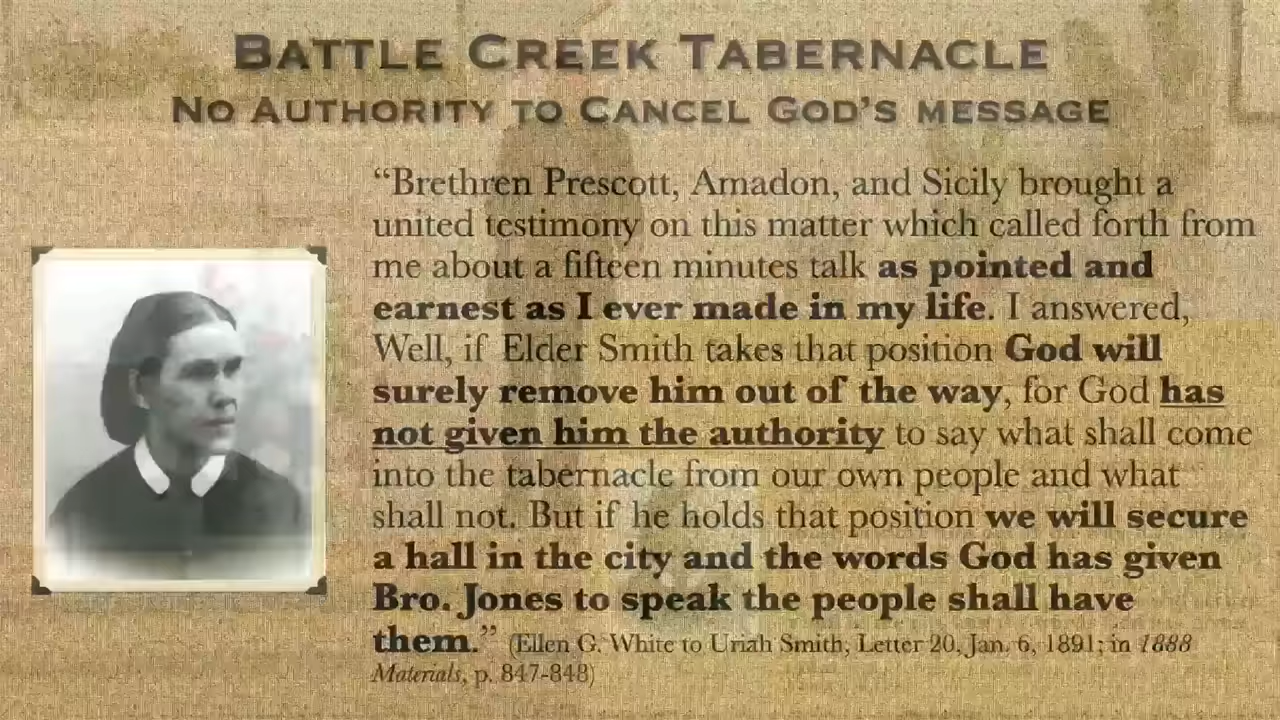 BATTLE CREEK TABERNACLE
NO AUTHORITY TO CANCEL GOD'S MESSAGE
“Brethren Prescott, Amadon, and Sicily brought a
united testimony on this matter which called forth from
me about a fifteen minutes talk as pointed and
earnest as I ever made in my life. I answered,
Well, if Elder Smith takes that position God will
surely remove him out of the way, for God has
not given him the authority to say what shall come
into the tabernacle from our own people and what
shall not. But if he holds that position we will secure
a hall in the city and the words God has given
Bro. Jones to speak the people shall have
them.” (Ellen G. White to Uriah Smith, Letter 20, Jan. 6, 1891; in 1888
Materials, p. 847-848)